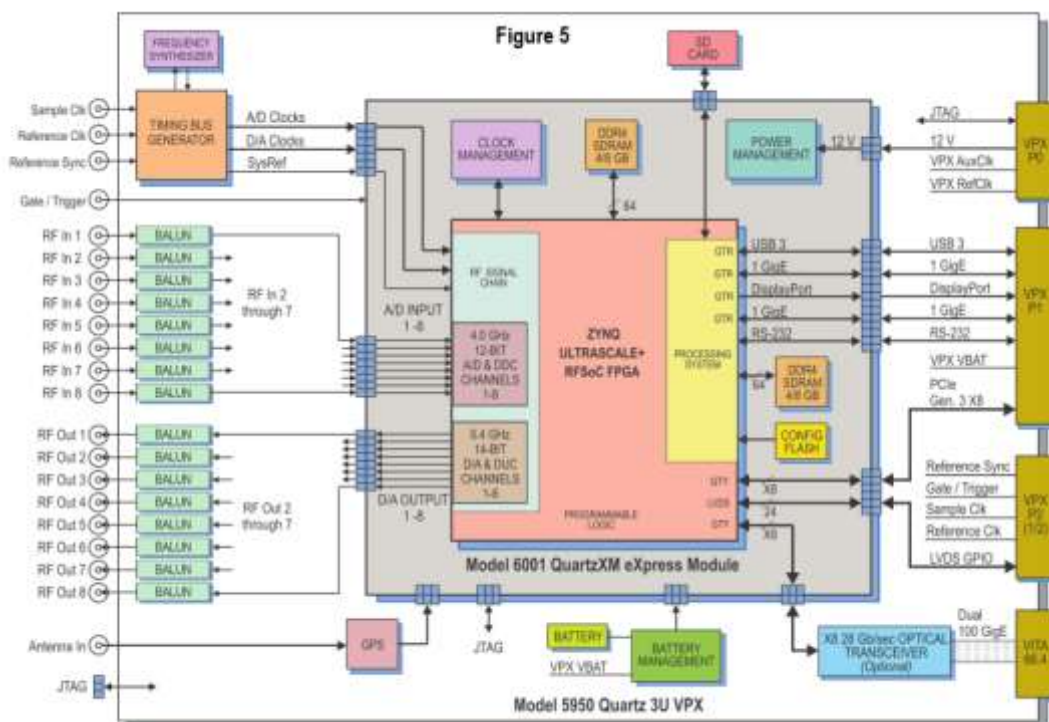 Figure 5
FREQUENCY
SYNTHESIZER
SD
CARD
Sample Clk
Reference Clk
Reference Sync
Gate / Trigger
TIMING BUS
GENERATOR
A/D Clocks
D/A Clocks
SysRef
CLOCK
MANAGEMENT
DDR4
SDRAM
4/8 GB
POWER
MANAGEMENT
12 V
64
JTAG
12 V
VPX AuxClk
VPX RefClk
VPX
P0
RF In 1
BALUN
RF In 2
BALUN
RF In 3
BALUN
RF In 4
BALUN
RF In 5
BALUN
RF In 6
BALUN
RF In 7
BALUN
RF In 8
BALUN
RF In 2
through 7
A/D INPUT
1 -8
RF SIGNAL
CHAIN
4.0 GHz
12-BIT
A/D & DDC
CHANNELS
1-8
6.4 GHz
14-BIT
D/A & DUC
CHANNELS
1-8
D/A OUTPUT
1 -8
ZYNQ
ULTRASCALE+
RFSoC FPGA
PROCESSING
SYSTEM
PROGRAMMABLE
LOGIC
GTR
USB 3
GTR
1 GigE
GTR
DisplayPort
GTR
1 GigE
RS-232
USB 3
1 GigE
DisplayPort
1 GigE
RS-232
VPX VBAT
PCIe
Gen. 3 X8
VPX
P1
64
DDR4
SDRAM
4/8 GB
CONFIG
FLASH
GTY
X8
LVDS
24
GTY
X8
Reference Sync
Gate / Trigger
Sample Clk
Reference Clk
LVDS GPIO
VPX
P2
(1/2)
RF Out 1
BALUN
RF Out 2
BALUN
RF Out 3
BALUN
RF Out 4
BALUN
RF Out 5
BALUN
RF Out 6
BALUN
RF Out 7
BALUN
RF Out 8
BALUN
RF Out 2
through 7
Model 6001 QuartzXM eXpress Module
Antenna In
GPS
JTAG
BATTERY
VPX VBAT
BATTERY
MANAGEMENT
X8 28 Gb/sec OPTICAL
TRANSCEIVER
(Optional)
Dual
100 GigE
VITA
66.4
JTAG
Model 5950 Quartz 3U VPX